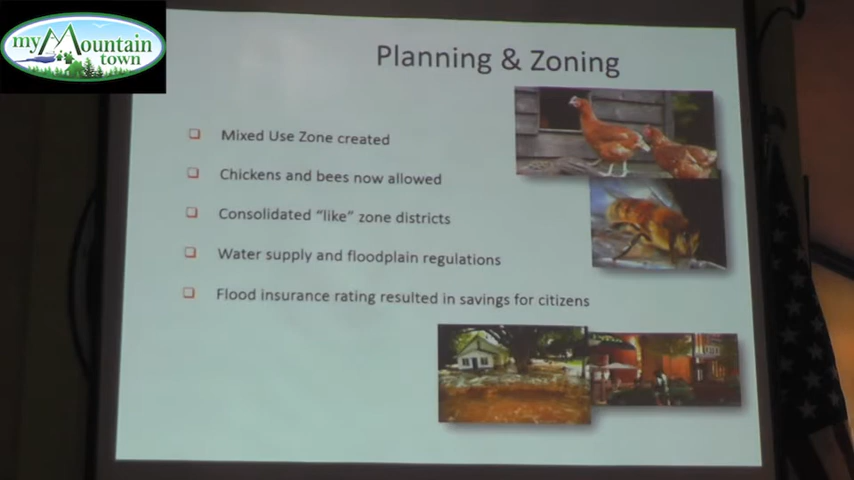 my Mountain
town
Planning & Zoning
Mixed Use Zone created
Chickens and bees now allowed
Consolidated "like" zone districts
Water supply and floodplain regulations
Flood insurance rating resulted in savings for citizens